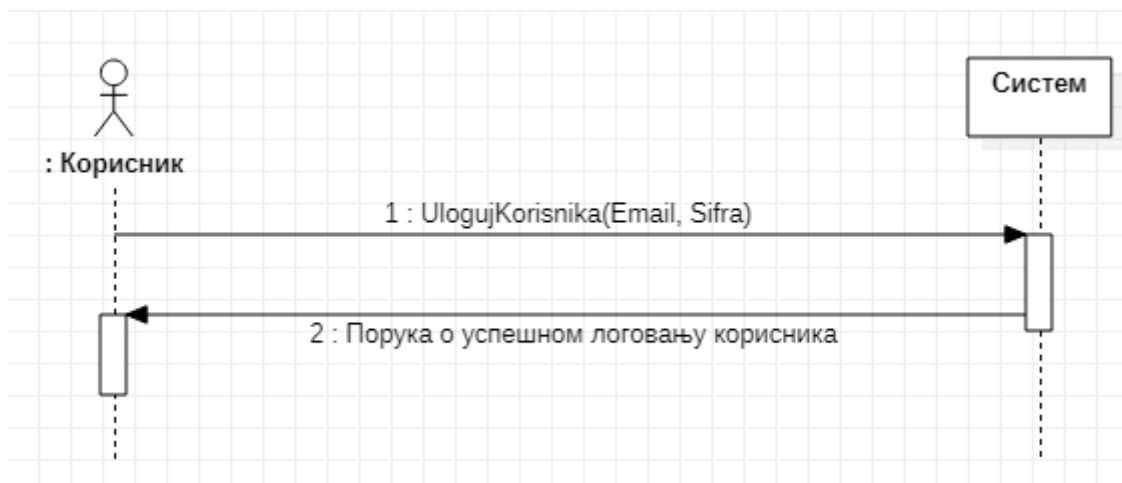 Систем
: Корисник
1 : UlogujKorisnika(Email, Sifra)
2 : Порука о успешном логовању корисника